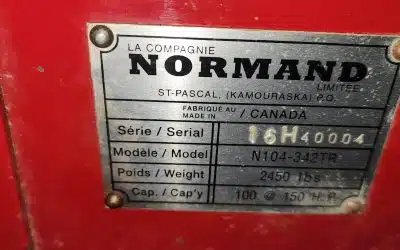 LA COMPAGNIE
NORMAND
LIMITÉE
ST-PASCAL, (KAMOURASKA) P.Q.
FABRIQUÉ AU
MADE IN / CANADA
Série / Serial 16H40004
Modèle / Model N104-342TR
Poids / Weight 2450 lbs
Cap. / Cap'y 100 @ 150 H.P.